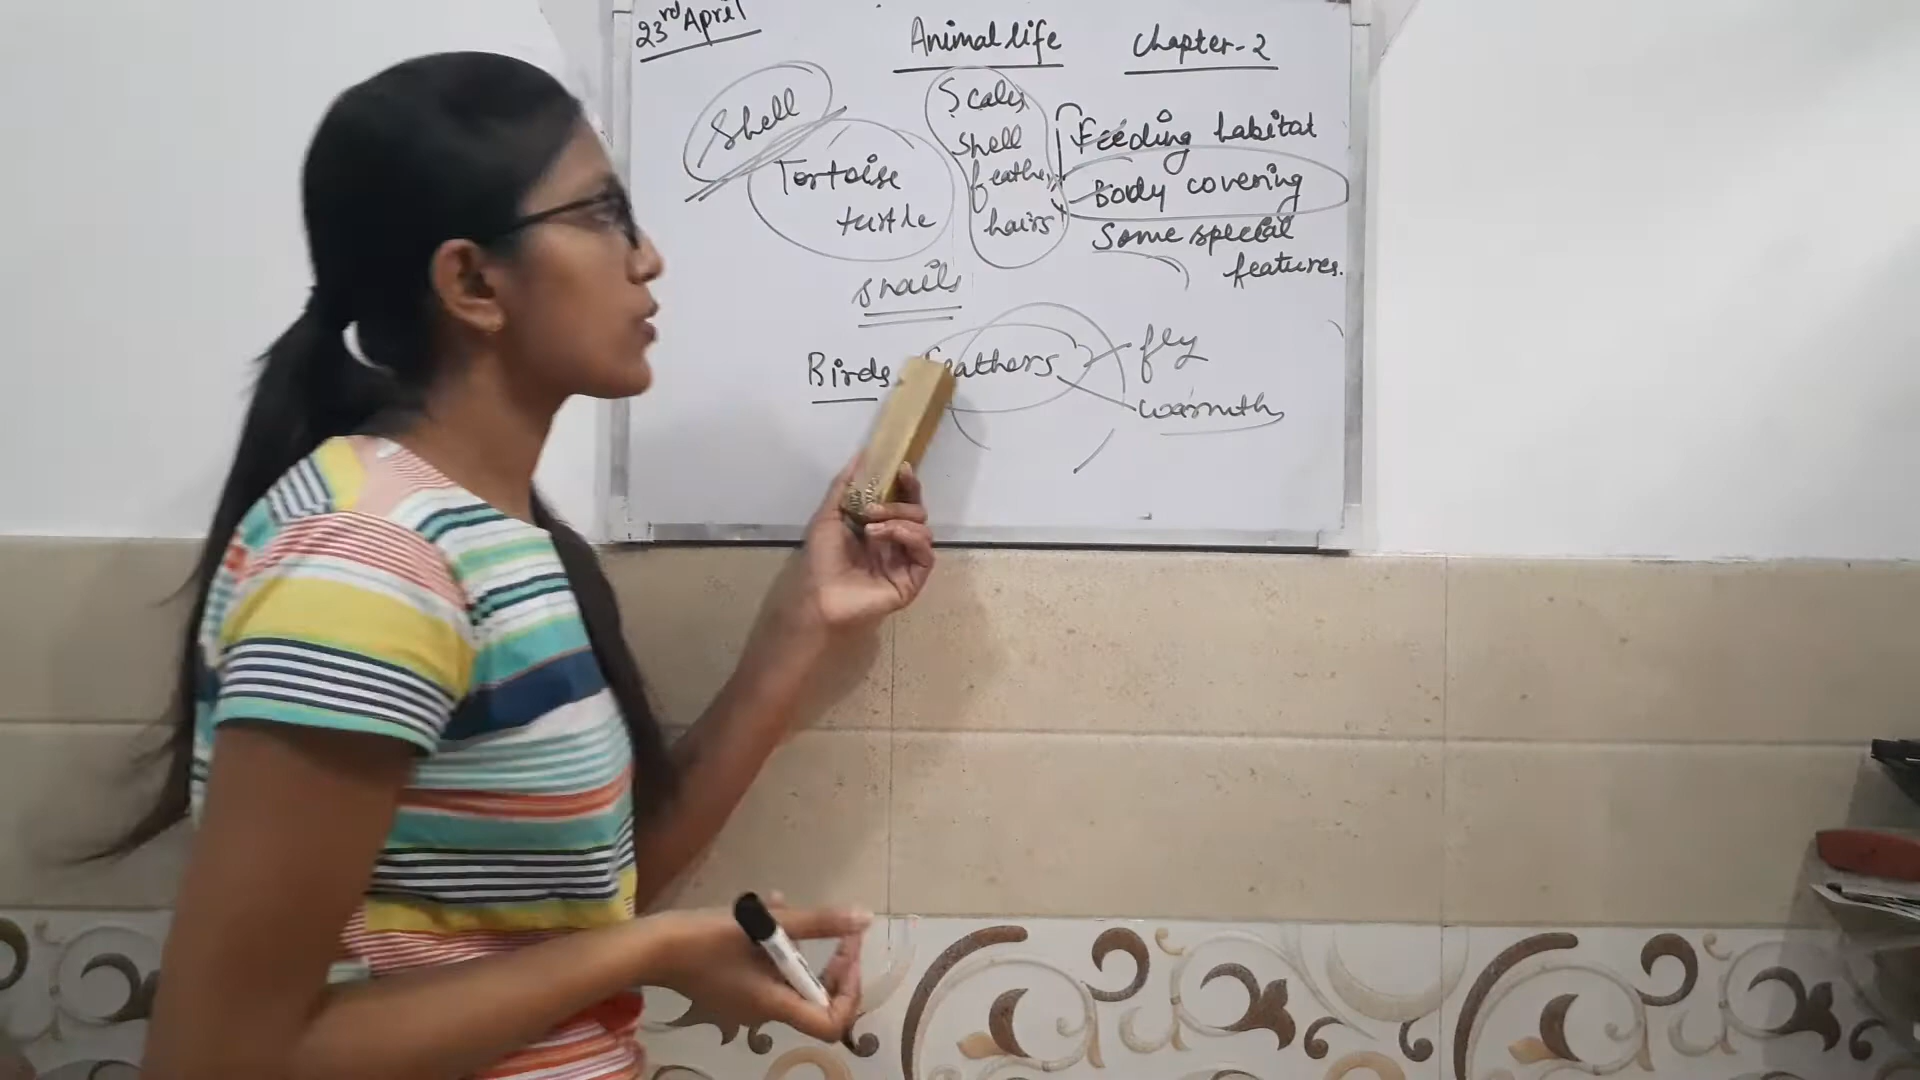 23rd April
Animal life
Chapter-2
Shell
Tortoise
turtle
snails
Scales
Shell
feathers
hairs
Feeding habitat
Body covering
Some special
features.
Birds
feathers
fly
warmth